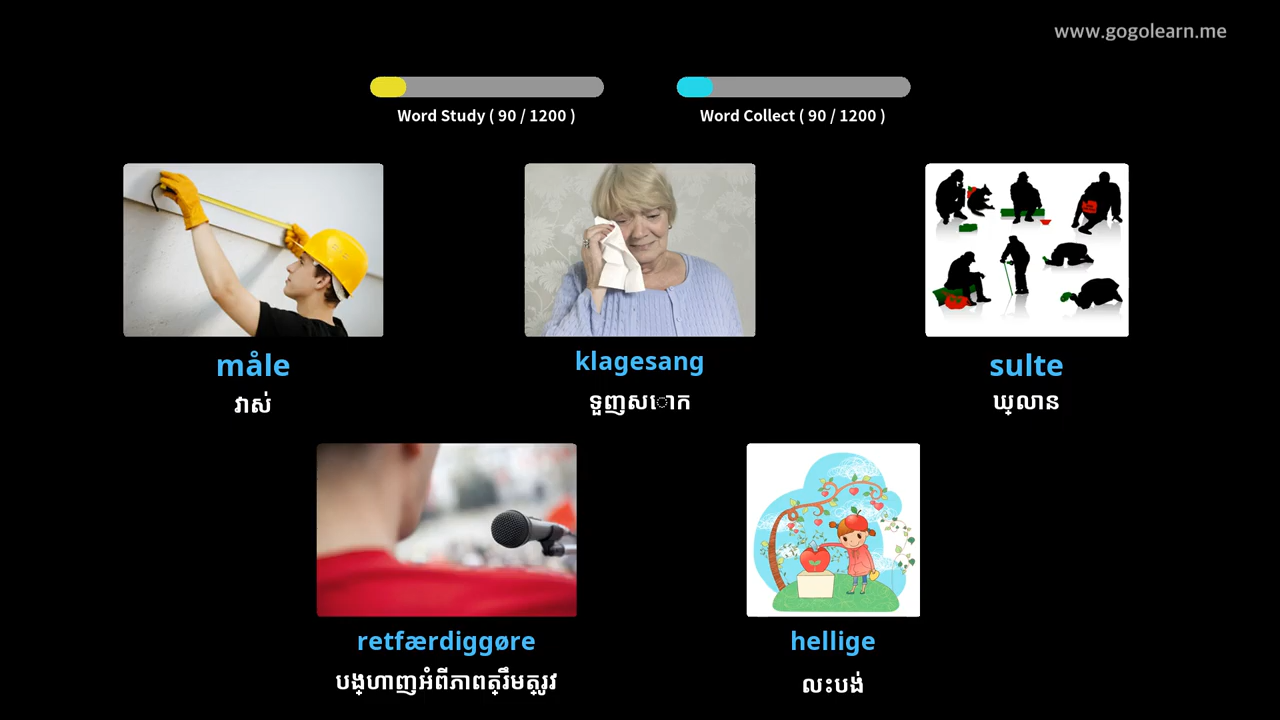 www.gogolearn.me
Word Study ( 90 / 1200 )
Word Collect ( 90 / 1200 )
måle
klagesang
sulte
វាស់
ទួញសោក
ឃ្លាន
retfærdiggøre
hellige
បង្ហាញអំពីភាពត្រឹមត្រូវ
លះបង់